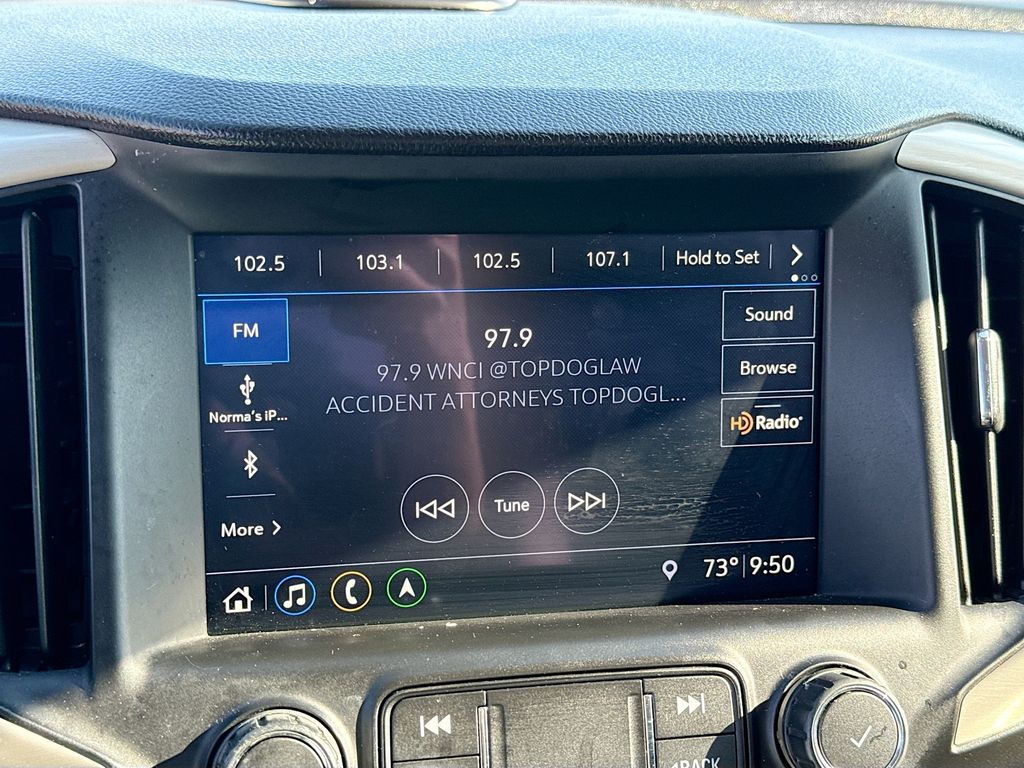 102.5 103.1 102.5 107.1 Hold to Set
FM
97.9
Sound
97.9 WNCI @TOPDOGLAW
ACCIDENT ATTORNEYS TOPDOGL...
Browse
Norma's iP...
HD Radio
More
Tune
73° 9:50
BACK